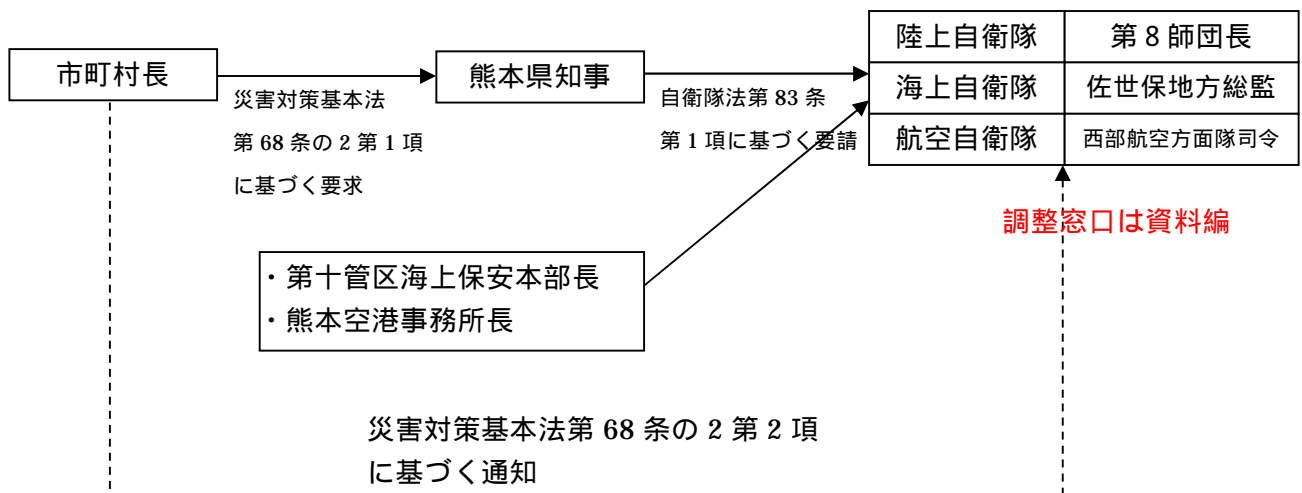 陸上自衛隊 第8師団長
市町村長
熊本県知事
海上自衛隊 佐世保地方総監
航空自衛隊 西部航空方面隊司令
災害対策基本法
第 68 条の 2 第 1 項
に基づく要求
自衛隊法第 83 条
第 1 項に基づく要請
調整窓口は資料編
・第十管区海上保安本部長
・熊本空港事務所長
災害対策基本法第 68 条の 2 第 2 項
に基づく通知